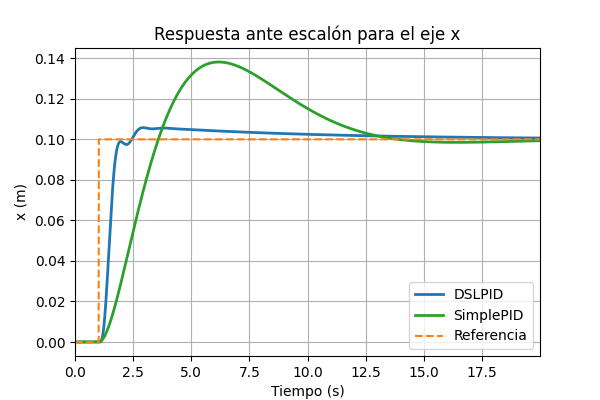 Respuesta ante escalón para el eje x
0.14
0.12
0.10
0.08
0.06
0.04
0.02
0.00
x (m)
DSLPID
SimplePID
Referencia
0.0 2.5 5.0 7.5 10.0 12.5 15.0 17.5
Tiempo (s)